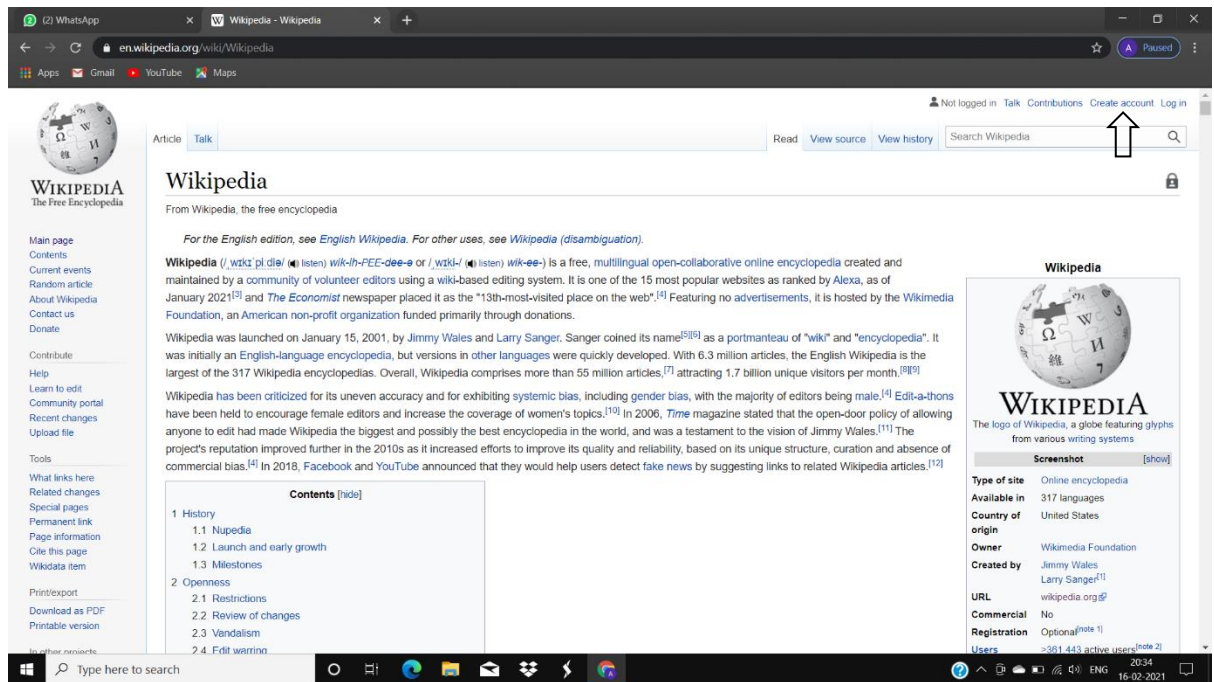 (2) WhatsApp
Wikipedia - Wikipedia
en.wikipedia.org/wiki/Wikipedia
A Paused
Apps Gmail YouTube Maps
Not logged in Talk Contributions Create account Log in
Article Talk
Read View source View history Search Wikipedia
WIKIPEDIA
The Free Encyclopedia
Main page
Contents
Current events
Random article
About Wikipedia
Contact us
Donate
Contribute
Help
Learn to edit
Community portal
Recent changes
Upload file
Tools
What links here
Related changes
Special pages
Permanent link
Page information
Cite this page
Wikidata item
Print/export
Download as PDF
Printable version
In other projects
Wikipedia
From Wikipedia, the free encyclopedia
For the English edition, see English Wikipedia. For other uses, see Wikipedia (disambiguation).
Wikipedia (/ˌwɪkɪˈpiːdiə/ (listen) wik-ih-PEE-dee-ə or /ˌwɪki-/ (listen) wik-ee-) is a free, multilingual open-collaborative online encyclopedia created and
maintained by a community of volunteer editors using a wiki-based editing system. It is one of the 15 most popular websites as ranked by Alexa, as of
January 2021[3] and The Economist newspaper placed it as the "13th-most-visited place on the web".[4] Featuring no advertisements, it is hosted by the Wikimedia
Foundation, an American non-profit organization funded primarily through donations.
Wikipedia was launched on January 15, 2001, by Jimmy Wales and Larry Sanger. Sanger coined its name[5][6] as a portmanteau of "wiki" and "encyclopedia". It
was initially an English-language encyclopedia, but versions in other languages were quickly developed. With 6.3 million articles, the English Wikipedia is the
largest of the 317 Wikipedia encyclopedias. Overall, Wikipedia comprises more than 55 million articles,[7] attracting 1.7 billion unique visitors per month.[8][9]
Wikipedia has been criticized for its uneven accuracy and for exhibiting systemic bias, including gender bias, with the majority of editors being male.[4] Edit-a-thons
have been held to encourage female editors and increase the coverage of women's topics.[10] In 2006, Time magazine stated that the open-door policy of allowing
anyone to edit had made Wikipedia the biggest and possibly the best encyclopedia in the world, and was a testament to the vision of Jimmy Wales.[11] The
project's reputation improved further in the 2010s as it increased efforts to improve its quality and reliability, based on its unique structure, curation and absence of
commercial bias.[4] In 2018, Facebook and YouTube announced that they would help users detect fake news by suggesting links to related Wikipedia articles.[12]
Contents [hide]
1 History
1.1 Nupedia
1.2 Launch and early growth
1.3 Milestones
2 Openness
2.1 Restrictions
2.2 Review of changes
2.3 Vandalism
2.4 Edit warring
Wikipedia
WIKIPEDIA
The logo of Wikipedia, a globe featuring glyphs
from various writing systems
Screenshot [show]
Type of site Online encyclopedia
Available in 317 languages
Country of United States
origin
Owner Wikimedia Foundation
Created by Jimmy Wales
Larry Sanger[1]
URL wikipedia.org
Commercial No
Registration Optional[note 1]
Users >361,443 active users[note 2]
Type here to search
ENG
20:34
16-02-2021